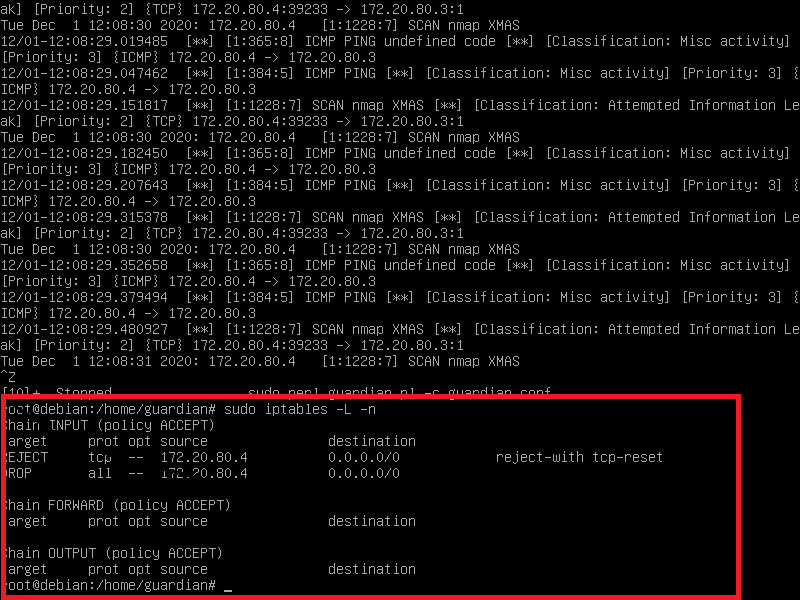 ak] [Priority: 2] {TCP} 172.20.80.4:39233 -> 172.20.80.3:1
Tue Dec  1 12:08:30 2020: 172.20.80.4   [1:1228:7] SCAN nmap XMAS
12/01-12:08:29.019485  [**] [1:365:8] ICMP PING undefined code [**] [Classification: Misc activity]
[Priority: 3] {ICMP} 172.20.80.4 -> 172.20.80.3
12/01-12:08:29.047462  [**] [1:384:5] ICMP PING [**] [Classification: Misc activity] [Priority: 3] {
ICMP} 172.20.80.4 -> 172.20.80.3
12/01-12:08:29.151817  [**] [1:1228:7] SCAN nmap XMAS [**] [Classification: Attempted Information Le
ak] [Priority: 2] {TCP} 172.20.80.4:39233 -> 172.20.80.3:1
Tue Dec  1 12:08:30 2020: 172.20.80.4   [1:1228:7] SCAN nmap XMAS
12/01-12:08:29.182450  [**] [1:365:8] ICMP PING undefined code [**] [Classification: Misc activity]
[Priority: 3] {ICMP} 172.20.80.4 -> 172.20.80.3
12/01-12:08:29.207643  [**] [1:384:5] ICMP PING [**] [Classification: Misc activity] [Priority: 3] {
ICMP} 172.20.80.4 -> 172.20.80.3
12/01-12:08:29.315378  [**] [1:1228:7] SCAN nmap XMAS [**] [Classification: Attempted Information Le
ak] [Priority: 2] {TCP} 172.20.80.4:39233 -> 172.20.80.3:1
Tue Dec  1 12:08:30 2020: 172.20.80.4   [1:1228:7] SCAN nmap XMAS
12/01-12:08:29.352658  [**] [1:365:8] ICMP PING undefined code [**] [Classification: Misc activity]
[Priority: 3] {ICMP} 172.20.80.4 -> 172.20.80.3
12/01-12:08:29.379494  [**] [1:384:5] ICMP PING [**] [Classification: Misc activity] [Priority: 3] {
ICMP} 172.20.80.4 -> 172.20.80.3
12/01-12:08:29.480927  [**] [1:1228:7] SCAN nmap XMAS [**] [Classification: Attempted Information Le
ak] [Priority: 2] {TCP} 172.20.80.4:39233 -> 172.20.80.3:1
Tue Dec  1 12:08:31 2020: 172.20.80.4   [1:1228:7] SCAN nmap XMAS
^Z
[10]+  Stopped                 sudo perl guardian.pl -c guardian.conf
root@debian:/home/guardian# sudo iptables -L -n
Chain INPUT (policy ACCEPT)
target     prot opt source               destination
REJECT     tcp  --  172.20.80.4          0.0.0.0/0            reject-with tcp-reset
DROP       all  --  172.20.80.4          0.0.0.0/0
Chain FORWARD (policy ACCEPT)
target     prot opt source               destination
Chain OUTPUT (policy ACCEPT)
target     prot opt source               destination
root@debian:/home/guardian# _